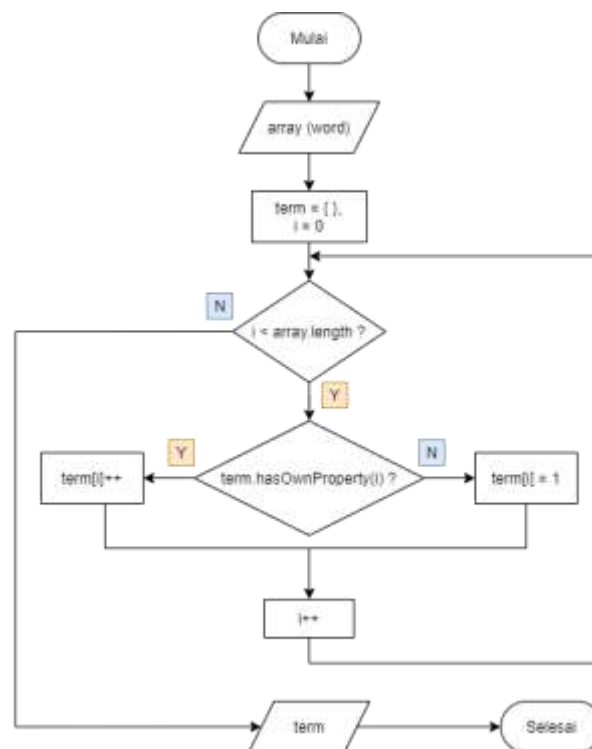 Mulai
array (word)
term = { },
i = 0
i < array.length ?
N
Y
term.hasOwnProperty(i) ?
Y
N
term[i]++
term[i[ = 1
i++
term
Selesai